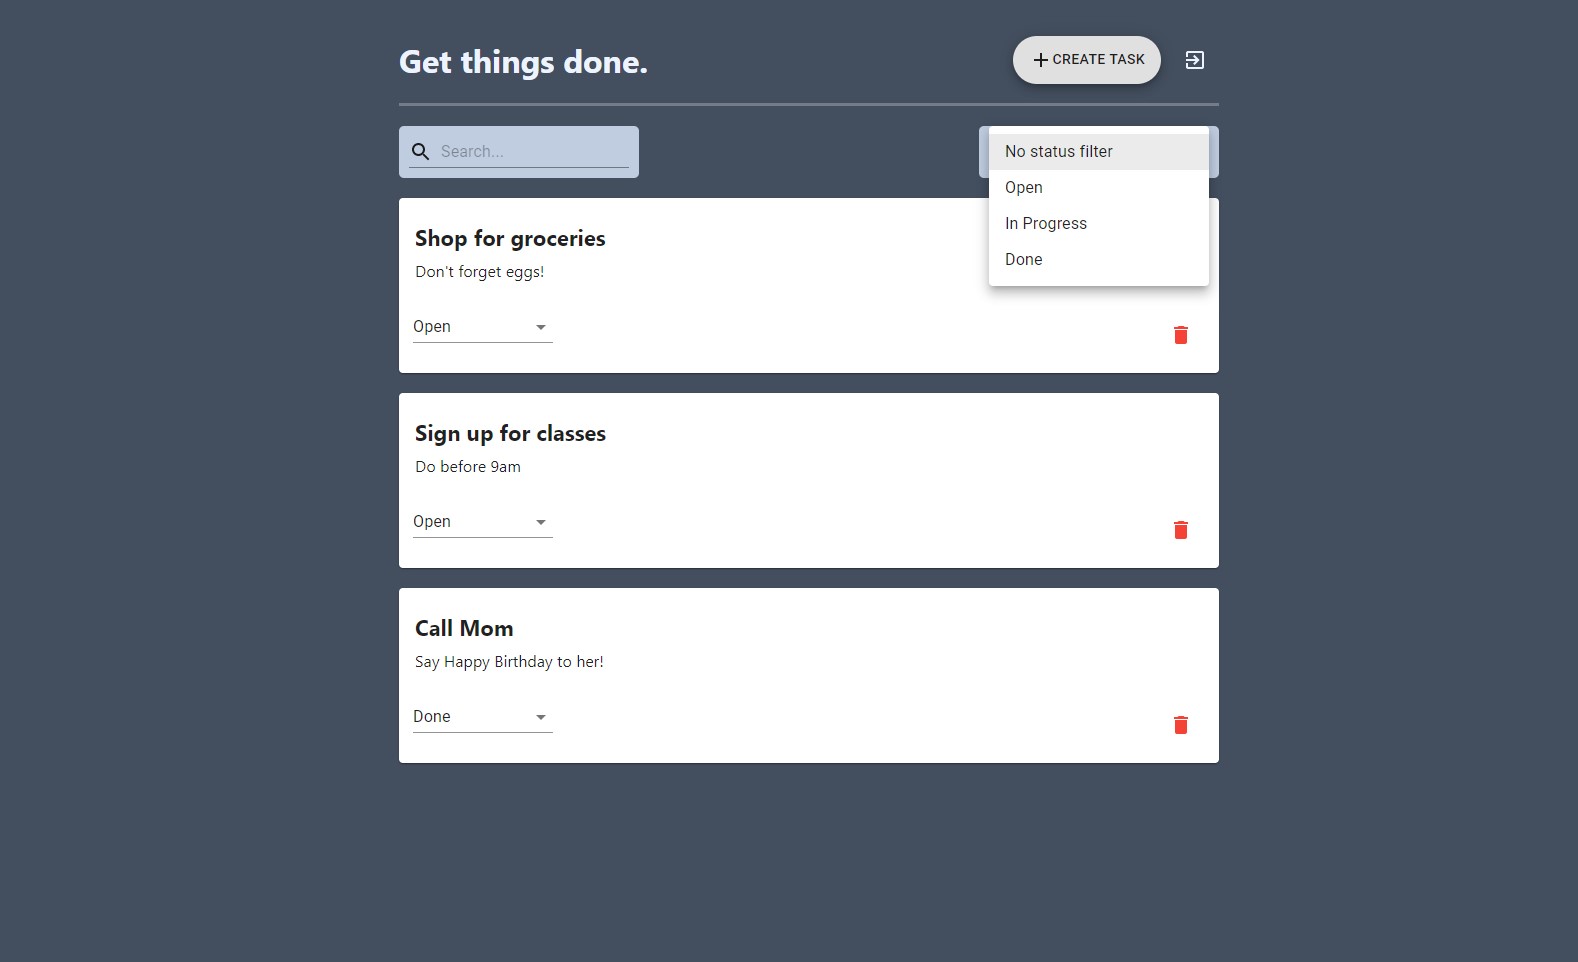 Get things done.
CREATE TASK
Search...
No status filter
Open
In Progress
Done
Shop for groceries
Don't forget eggs!
Open
Sign up for classes
Do before 9am
Open
Call Mom
Say Happy Birthday to her!
Done